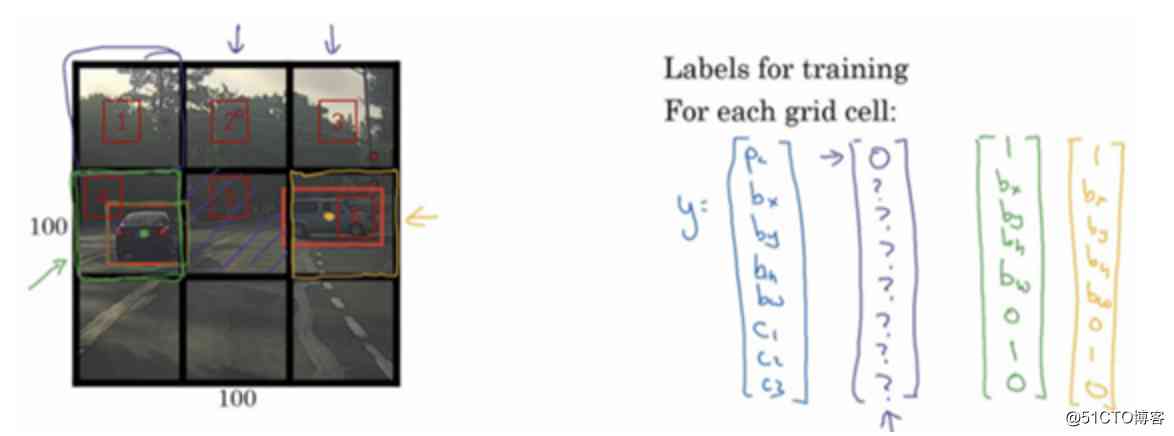 1 2 3
4 5
100
100
Labels for training
For each grid cell:
y=
Pc
bx
by
bh
bw
C1
C2
C3
0
?
?
?
?
?
?
?
1
bx
by
bh
bw
0
1
0
1
bx
by
bh
bw
0
1
0
@51CTO博客